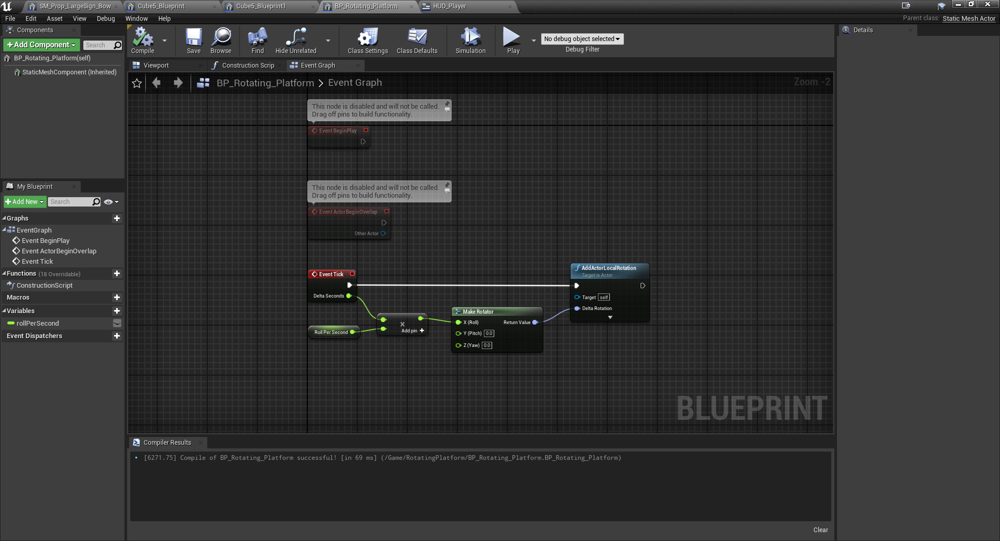 SM_Prop_LargeSign_Bow
Cube5_Blueprint
Cube5_Blueprint1
BP_Rotating_Platform
HUD_Player
File Edit Asset View Debug Window Help
Parent class: Static Mesh Actor
Components
+ Add Component
Search
BP_Rotating_Platform(self)
StaticMeshComponent (Inherited)
Compile
Save
Browse
Find
Hide Unrelated
Class Settings
Class Defaults
Simulation
Play
No debug object selected
Debug Filter
Details
Viewport
Construction Scrip
Event Graph
BP_Rotating_Platform > Event Graph
Zoom -2
My Blueprint
+ Add New
Search
Graphs
EventGraph
Event BeginPlay
Event ActorBeginOverlap
Event Tick
Functions (18 Overridable)
ConstructionScript
Macros
Variables
rollPerSecond
Event Dispatchers
This node is disabled and will not be called.
Drag off pins to build functionality.
Event BeginPlay
This node is disabled and will not be called.
Drag off pins to build functionality.
Event ActorBeginOverlap
Other Actor
Event Tick
Delta Seconds
Roll Per Second
Add pin +
Make Rotator
X (Roll)
Return Value
Y (Pitch) 0.0
Z (Yaw) 0.0
AddActorLocalRotation
Target is Actor
Target self
Delta Rotation
BLUEPRINT
Compiler Results
[6271.75] Compile of BP_Rotating_Platform successful! [in 69 ms] (/Game/RotatingPlatform/BP_Rotating_Platform.BP_Rotating_Platform)
Clear